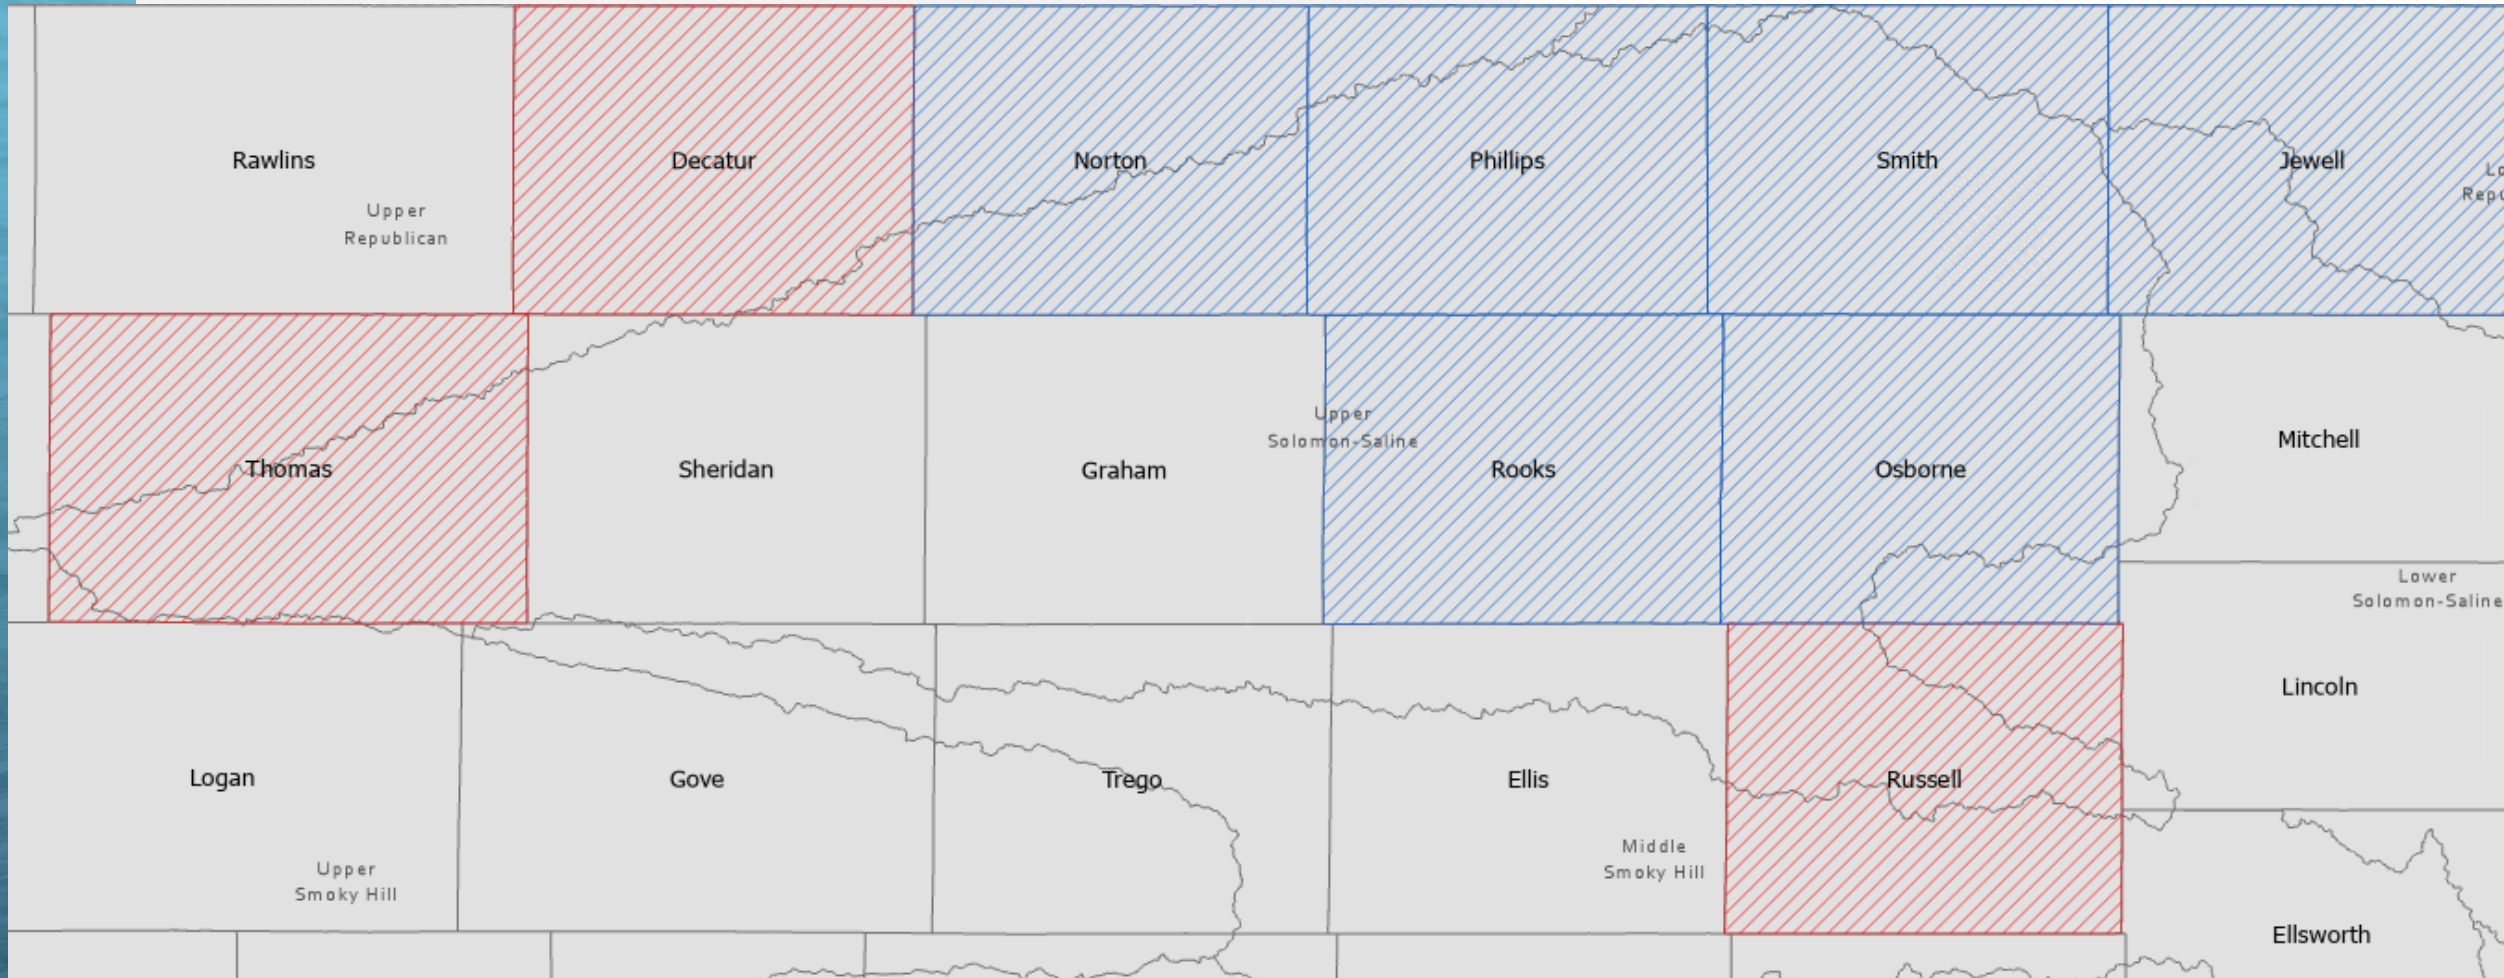 Rawlins
Decatur
Norton
Phillips
Smith
Jewell
Upper
Republican
Thomas
Sheridan
Graham
Upper
Solomon-Saline
Rooks
Osborne
Mitchell
Lower
Solomon-Saline
Lincoln
Logan
Gove
Trego
Ellis
Russell
Upper
Smoky Hill
Middle
Smoky Hill
Ellsworth